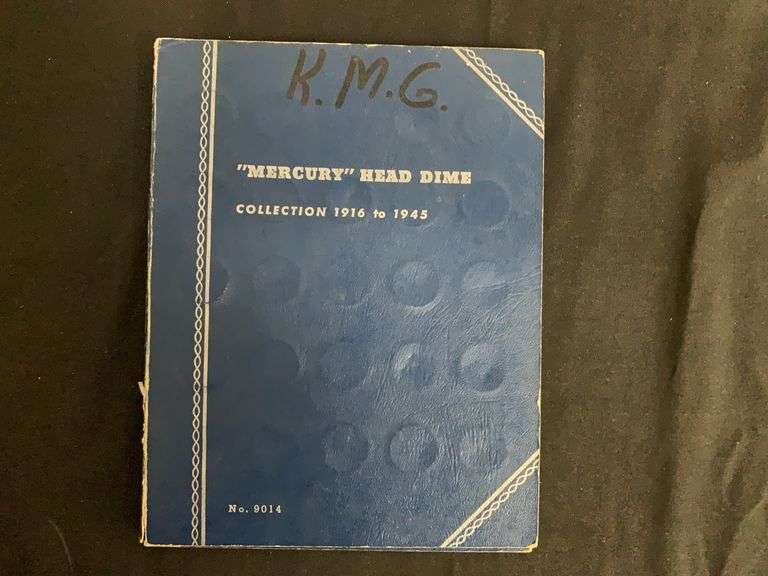 K.M.G.
"MERCURY" HEAD DIME
COLLECTION 1916 to 1945
No. 9014